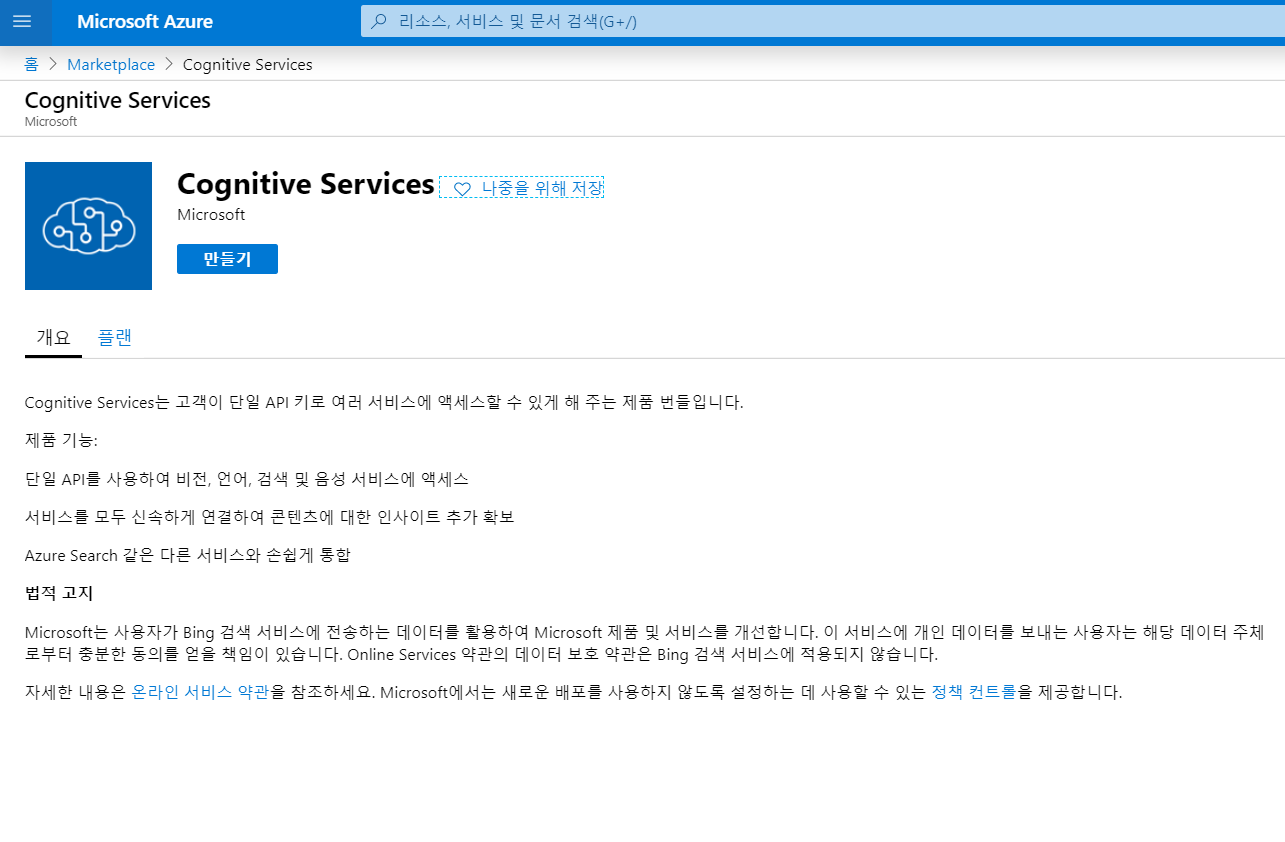 Microsoft Azure
리소스, 서비스 및 문서 검색(G+/)
홈 > Marketplace > Cognitive Services
Cognitive Services
Microsoft
Cognitive Services
나중을 위해 저장
Microsoft
만들기
개요 플랜
Cognitive Services는 고객이 단일 API 키로 여러 서비스에 액세스할 수 있게 해 주는 제품 번들입니다.
제품 기능:
단일 API를 사용하여 비전, 언어, 검색 및 음성 서비스에 액세스
서비스를 모두 신속하게 연결하여 콘텐츠에 대한 인사이트 추가 확보
Azure Search 같은 다른 서비스와 손쉽게 통합
법적 고지
Microsoft는 사용자가 Bing 검색 서비스에 전송하는 데이터를 활용하여 Microsoft 제품 및 서비스를 개선합니다. 이 서비스에 개인 데이터를 보내는 사용자는 해당 데이터 주체
로부터 충분한 동의를 얻을 책임이 있습니다. Online Services 약관의 데이터 보호 약관은 Bing 검색 서비스에 적용되지 않습니다.
자세한 내용은 온라인 서비스 약관을 참조하세요. Microsoft에서는 새로운 배포를 사용하지 않도록 설정하는 데 사용할 수 있는 정책 컨트롤을 제공합니다.